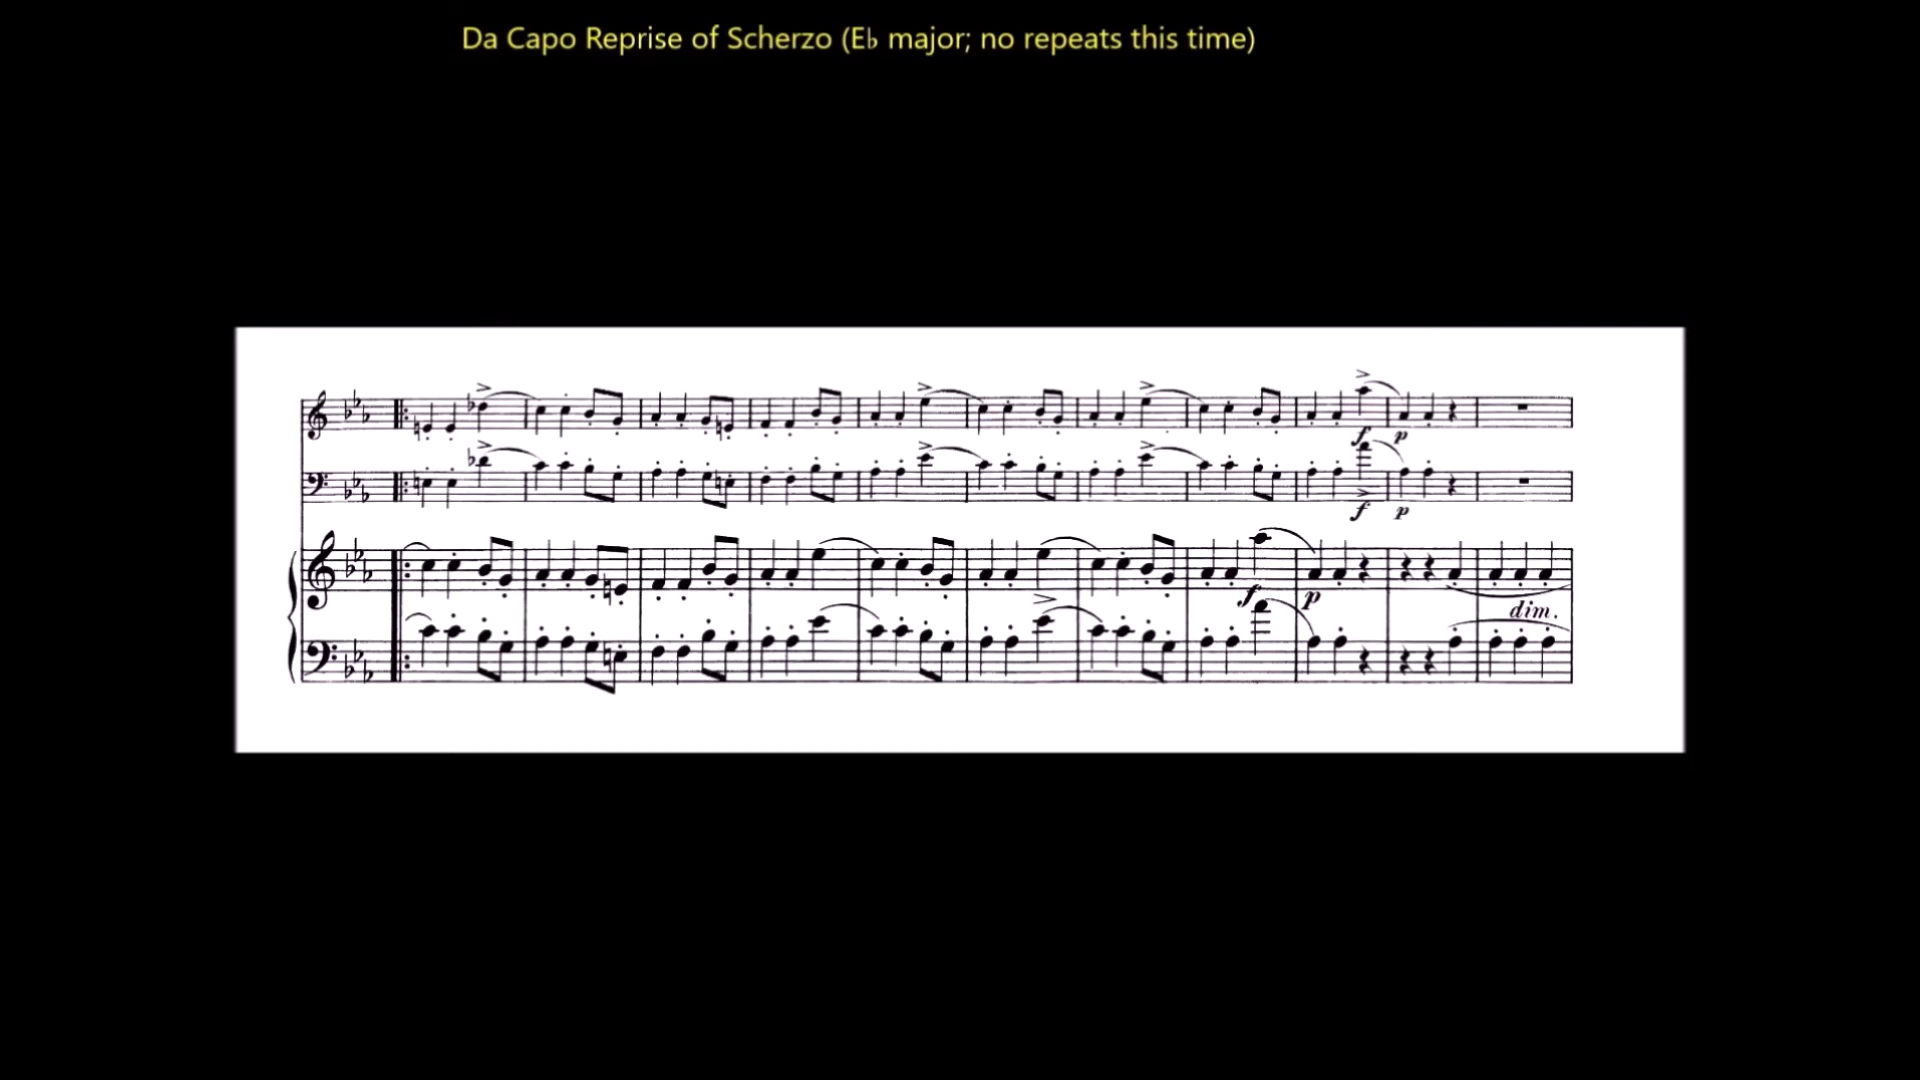 Da Capo Reprise of Scherzo (E♭ major; no repeats this time)
f p
f p
f p
dim.